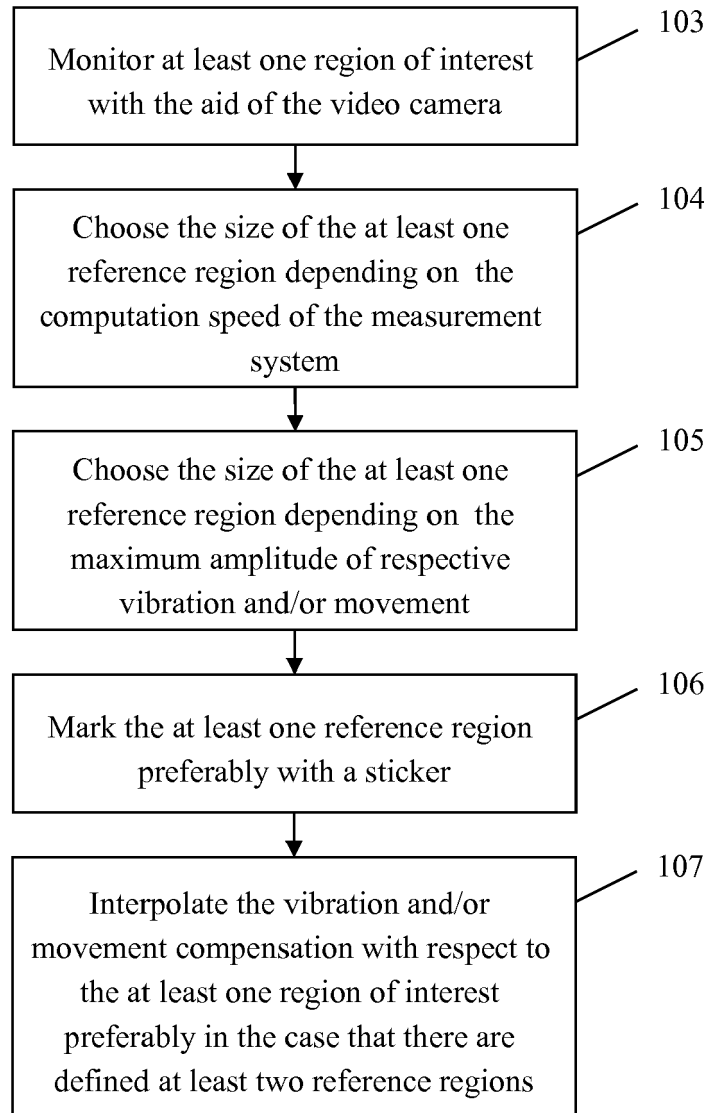 103
Monitor at least one region of interest
with the aid of the video camera
104
Choose the size of the at least one
reference region depending on the
computation speed of the measurement
system
105
Choose the size of the at least one
reference region depending on the
maximum amplitude of respective
vibration and/or movement
106
Mark the at least one reference region
preferably with a sticker
107
Interpolate the vibration and/or
movement compensation with respect to
the at least one region of interest
preferably in the case that there are
defined at least two reference regions